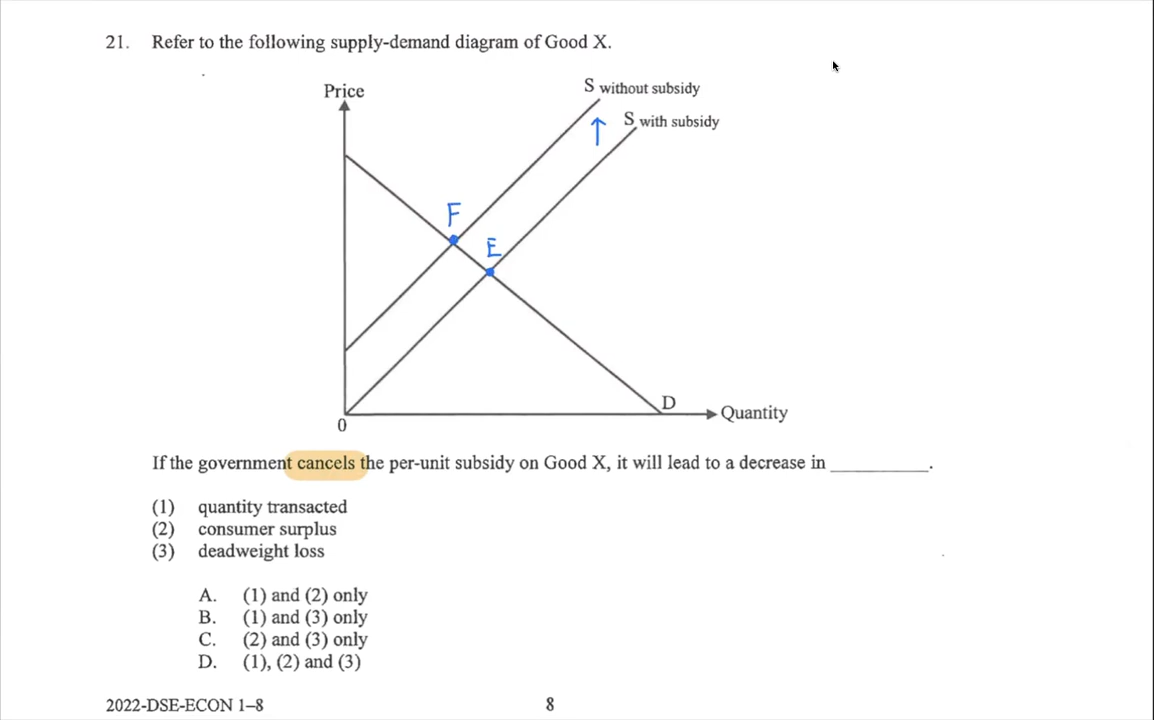 21. Refer to the following supply-demand diagram of Good X.
Price
S without subsidy
S with subsidy
F
E
D
0
Quantity
If the government cancels the per-unit subsidy on Good X, it will lead to a decrease in __________.
(1) quantity transacted
(2) consumer surplus
(3) deadweight loss
A. (1) and (2) only
B. (1) and (3) only
C. (2) and (3) only
D. (1), (2) and (3)
2022-DSE-ECON 1–8
8